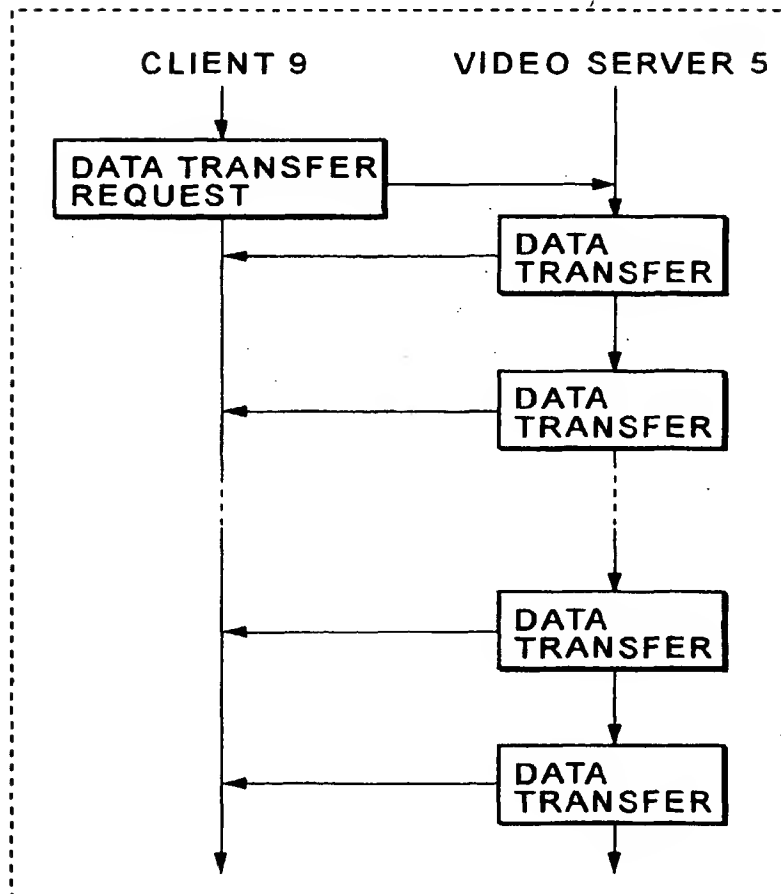 CLIENT 9
VIDEO SERVER 5
DATA TRANSFER
REQUEST
DATA
TRANSFER
DATA
TRANSFER
DATA
TRANSFER
DATA
TRANSFER